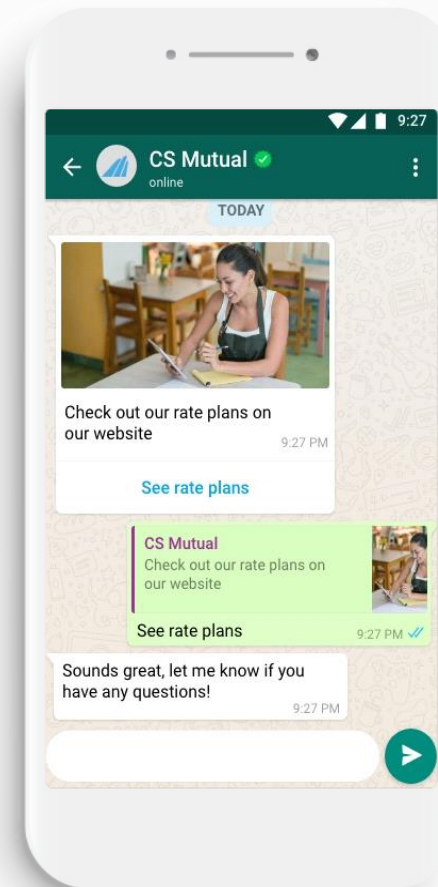 9:27
CS Mutual
online
TODAY
Check out our rate plans on
our website
9:27 PM
See rate plans
CS Mutual
Check out our rate plans on
our website
See rate plans
9:27 PM
Sounds great, let me know if you
have any questions!
9:27 PM